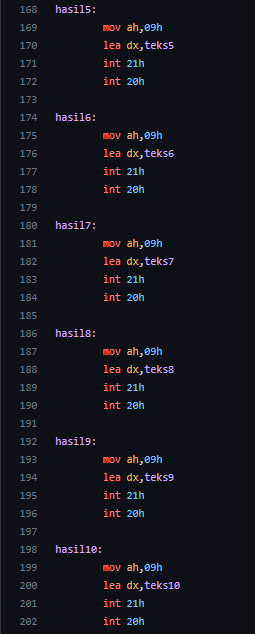 168 hasil5:
169 mov ah,09h
170 lea dx,teks5
171 int 21h
172 int 20h
173
174 hasil6:
175 mov ah,09h
176 lea dx,teks6
177 int 21h
178 int 20h
179
180 hasil7:
181 mov ah,09h
182 lea dx,teks7
183 int 21h
184 int 20h
185
186 hasil8:
187 mov ah,09h
188 lea dx,teks8
189 int 21h
190 int 20h
191
192 hasil9:
193 mov ah,09h
194 lea dx,teks9
195 int 21h
196 int 20h
197
198 hasil10:
199 mov ah,09h
200 lea dx,teks10
201 int 21h
202 int 20h